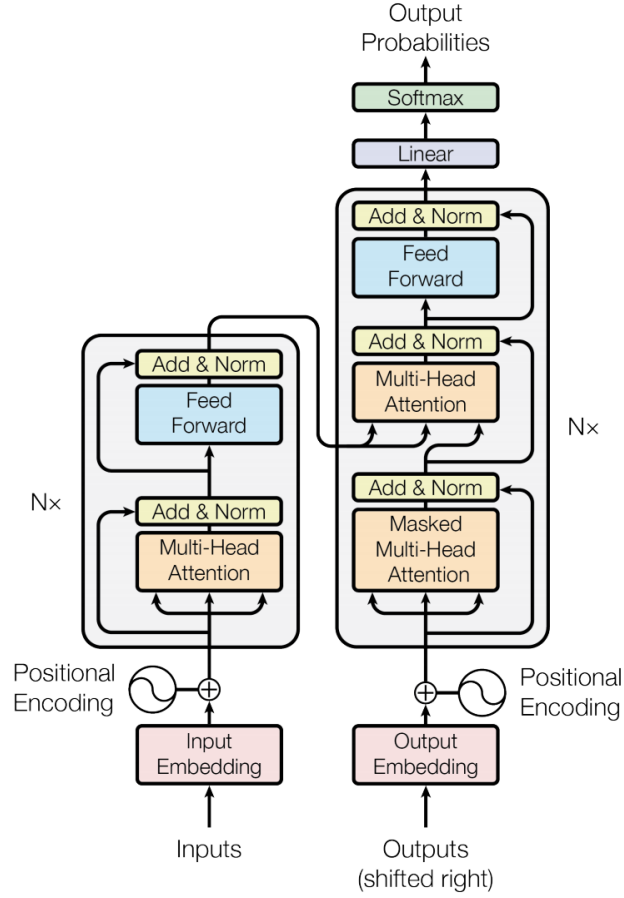 Output
Probabilities
Softmax
Linear
Add & Norm
Feed
Forward
Add & Norm
Multi-Head
Attention
Add & Norm
Masked
Multi-Head
Attention
N×
Add & Norm
Feed
Forward
Add & Norm
Multi-Head
Attention
N×
Positional
Encoding
Positional
Encoding
Input
Embedding
Output
Embedding
Inputs
Outputs
(shifted right)